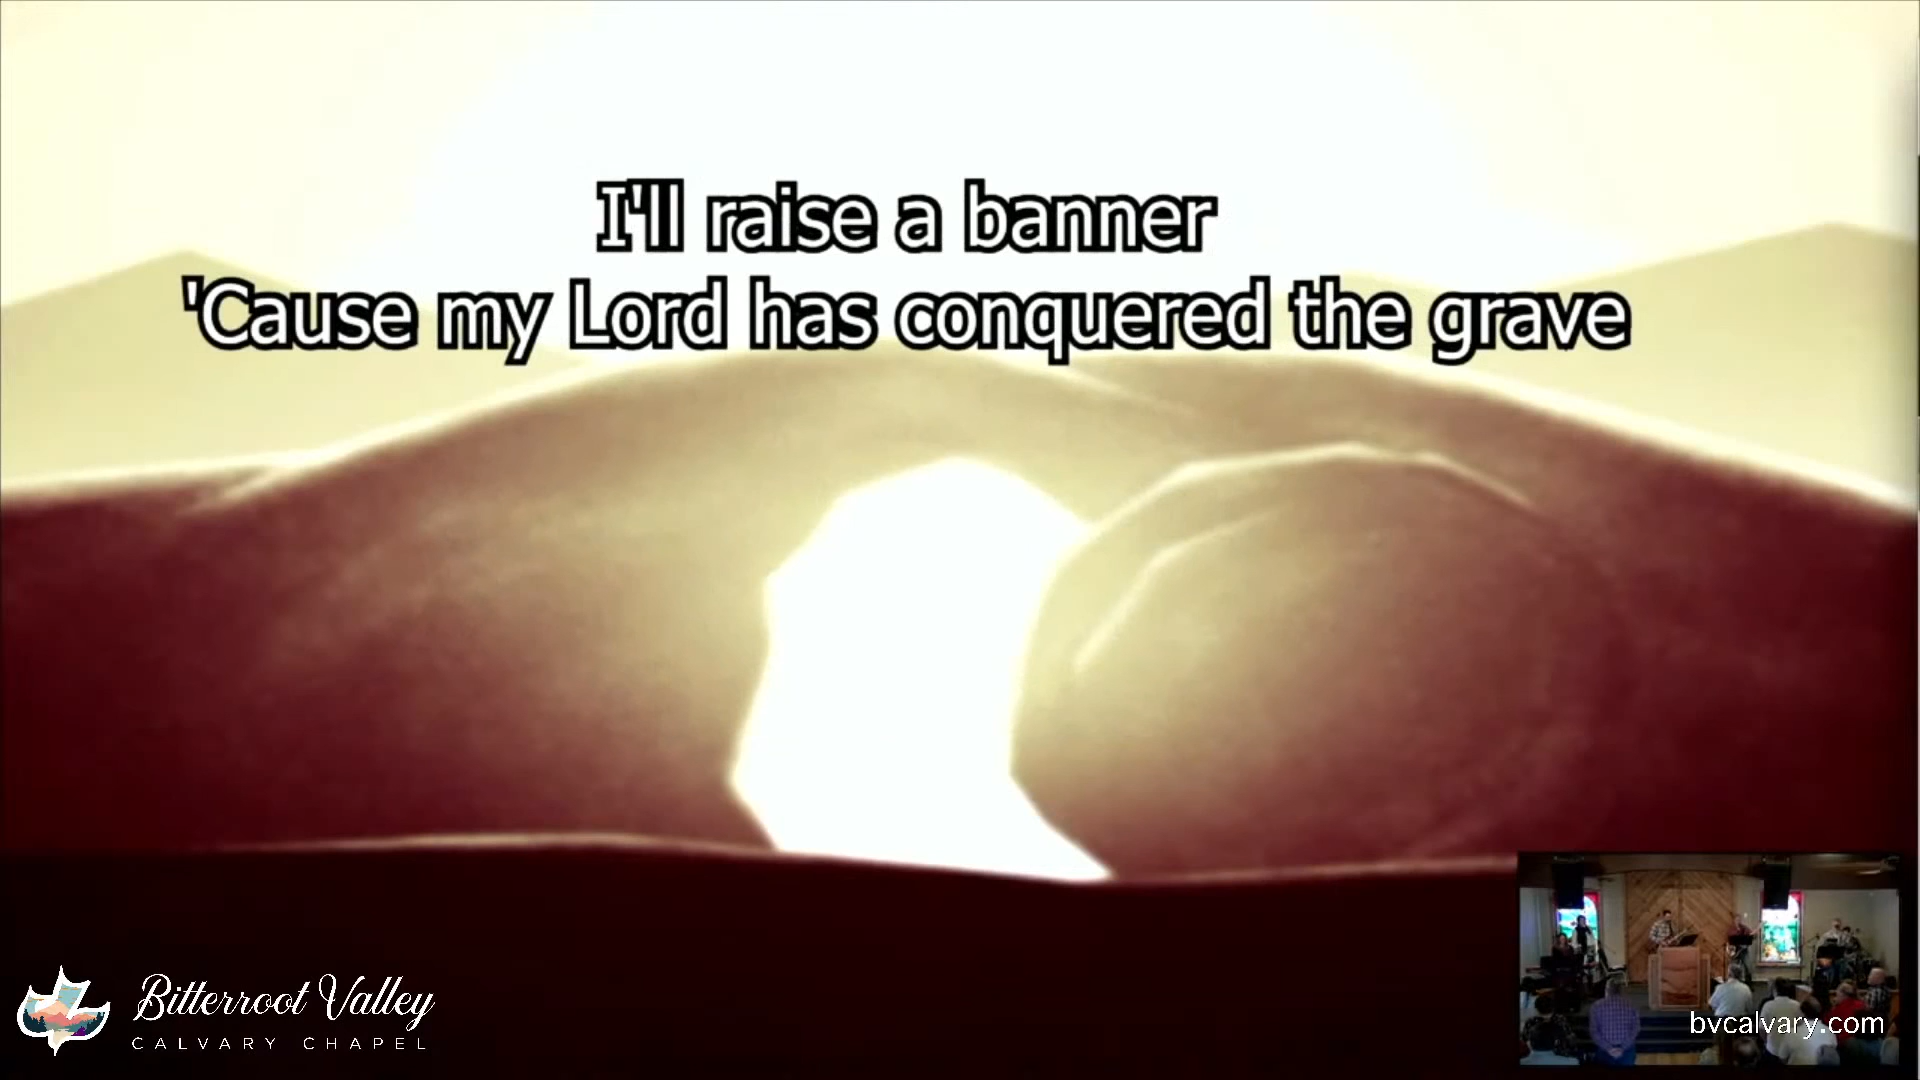 I'll raise a banner
'Cause my Lord has conquered the grave
Bitterroot Valley
CALVARY CHAPEL
bvcalvary.com